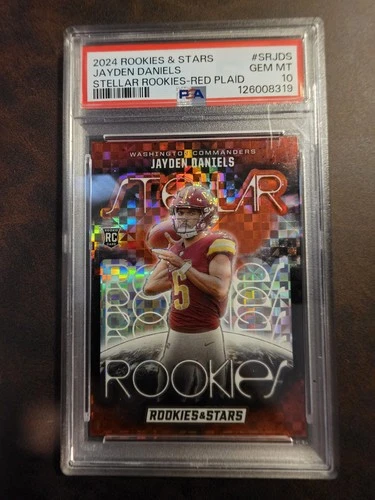 2024 ROOKIES & STARS #SRJDS
JAYDEN DANIELS GEM MT
STELLAR ROOKIES-RED PLAID 10
PSA 126008319
WASHINGTON COMMANDERS
JAYDEN DANIELS
STELLAR
RC
5
ROOKIES
ROOKIES&STARS